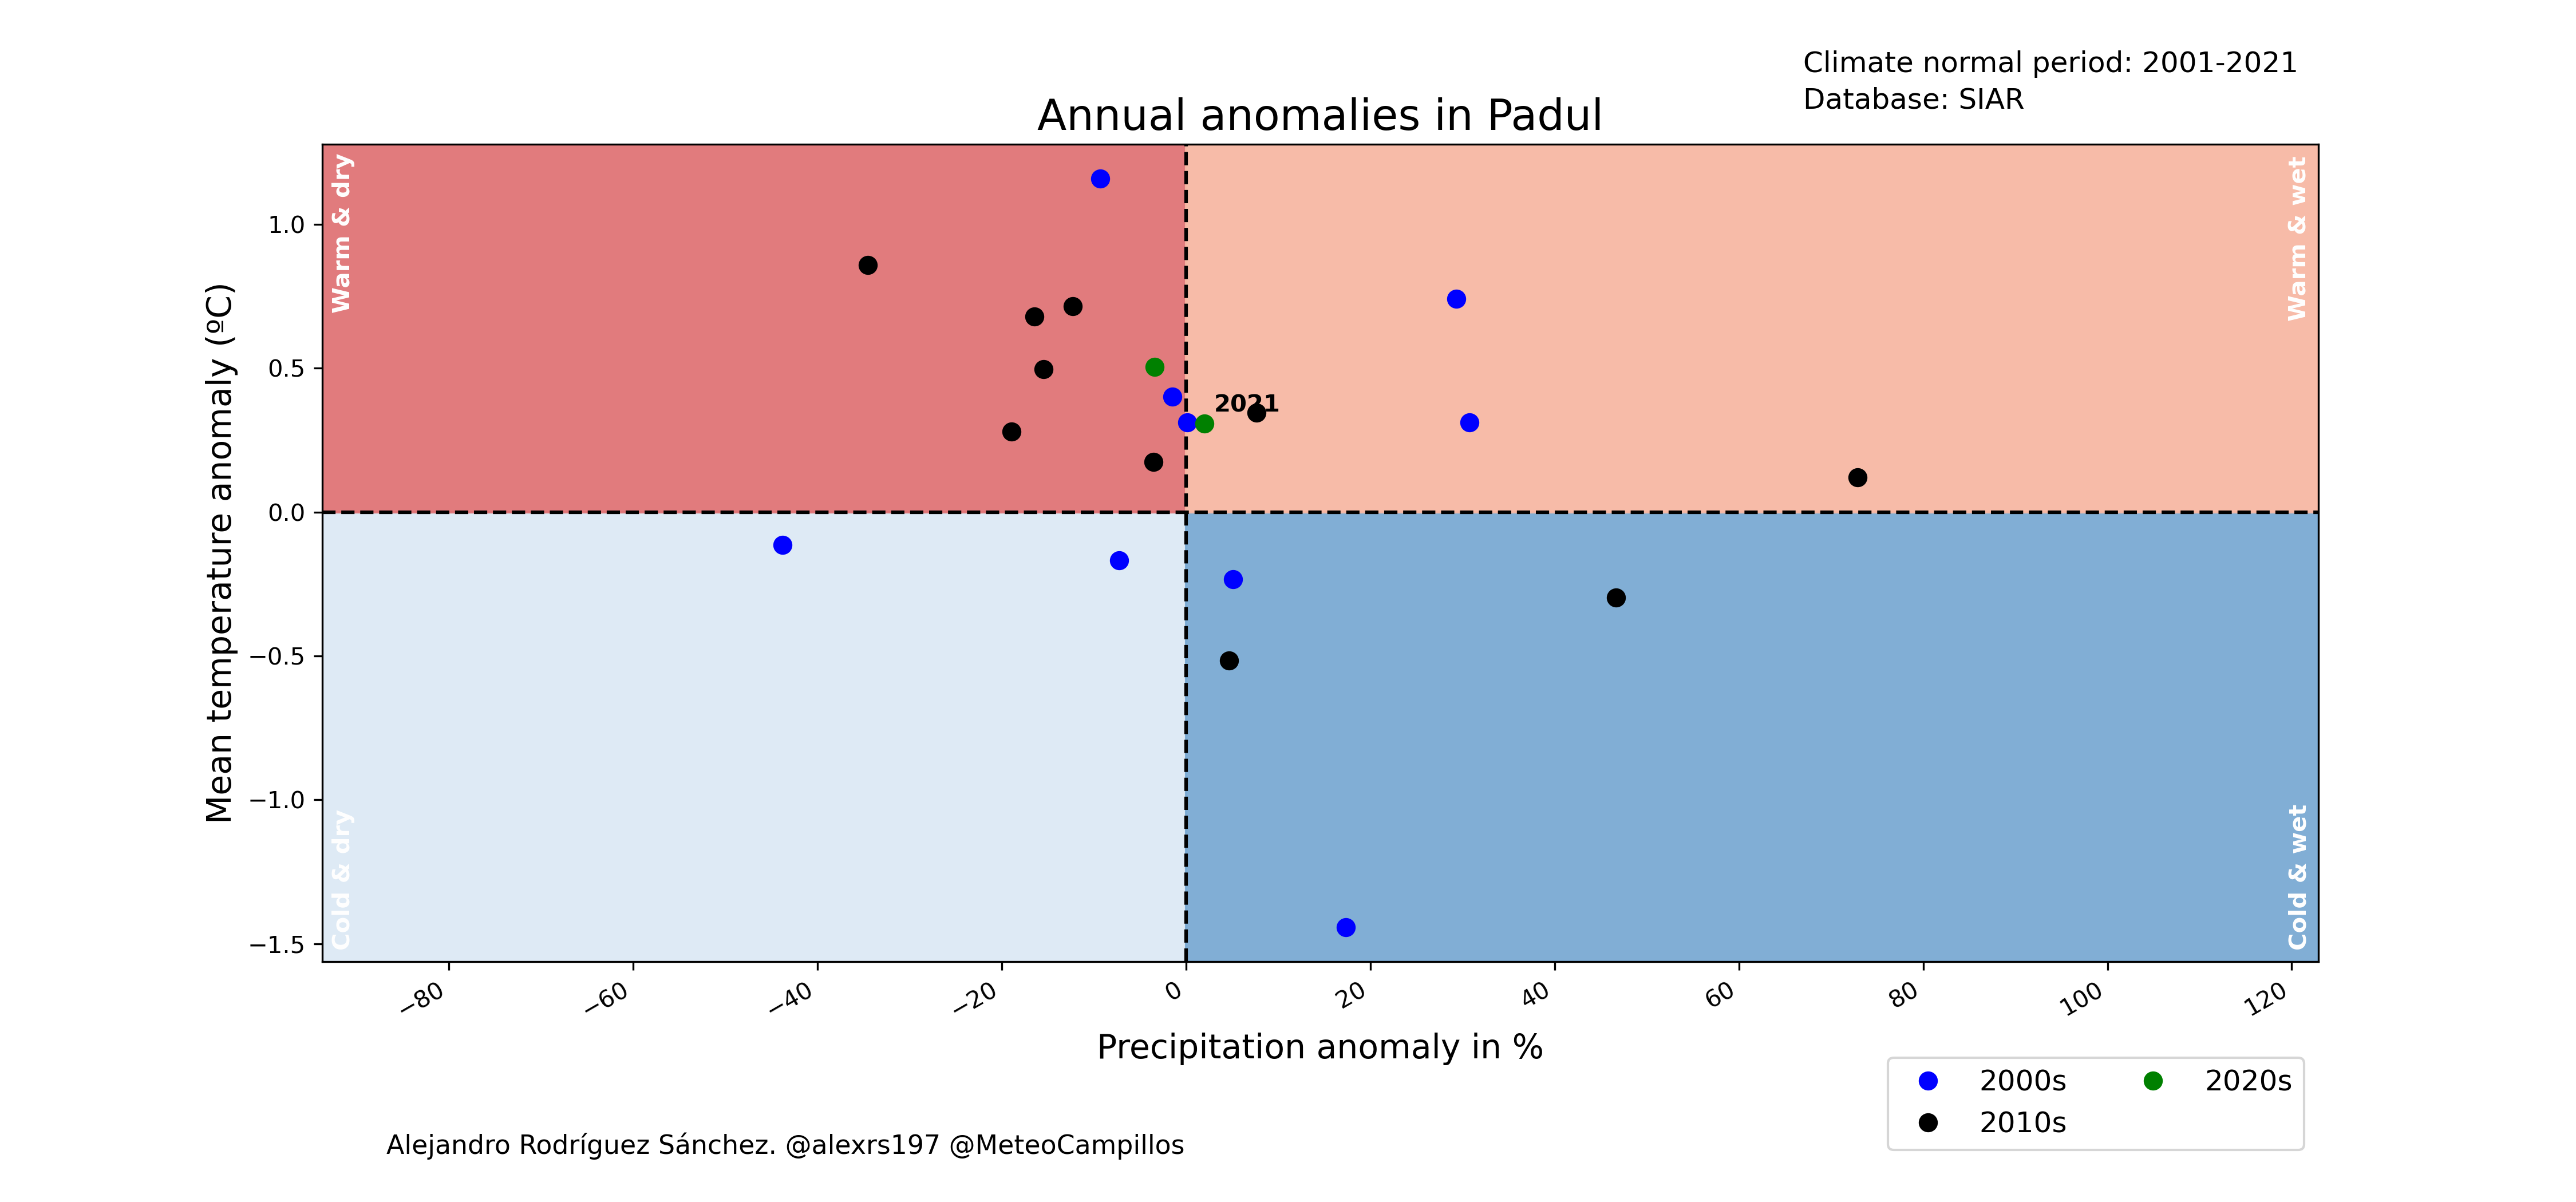 Climate normal period: 2001-2021
Database: SIAR
Annual anomalies in Padul
Warm & dry
Warm & wet
Mean temperature anomaly (ºC)
1.0
0.5
0.0
−0.5
−1.0
−1.5
2021
Cold & dry
Cold & wet
−80
−60
−40
−20
0
20
40
60
80
100
120
Precipitation anomaly in %
2000s
2020s
2010s
Alejandro Rodríguez Sánchez. @alexrs197 @MeteoCampillos